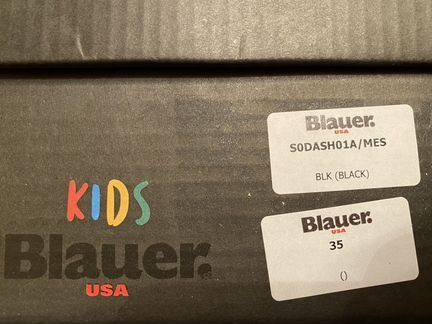 KIDS
Blauer.
USA
Blauer.
USA
S0DASH01A/MES
BLK (BLACK)
Blauer.
USA
35
()